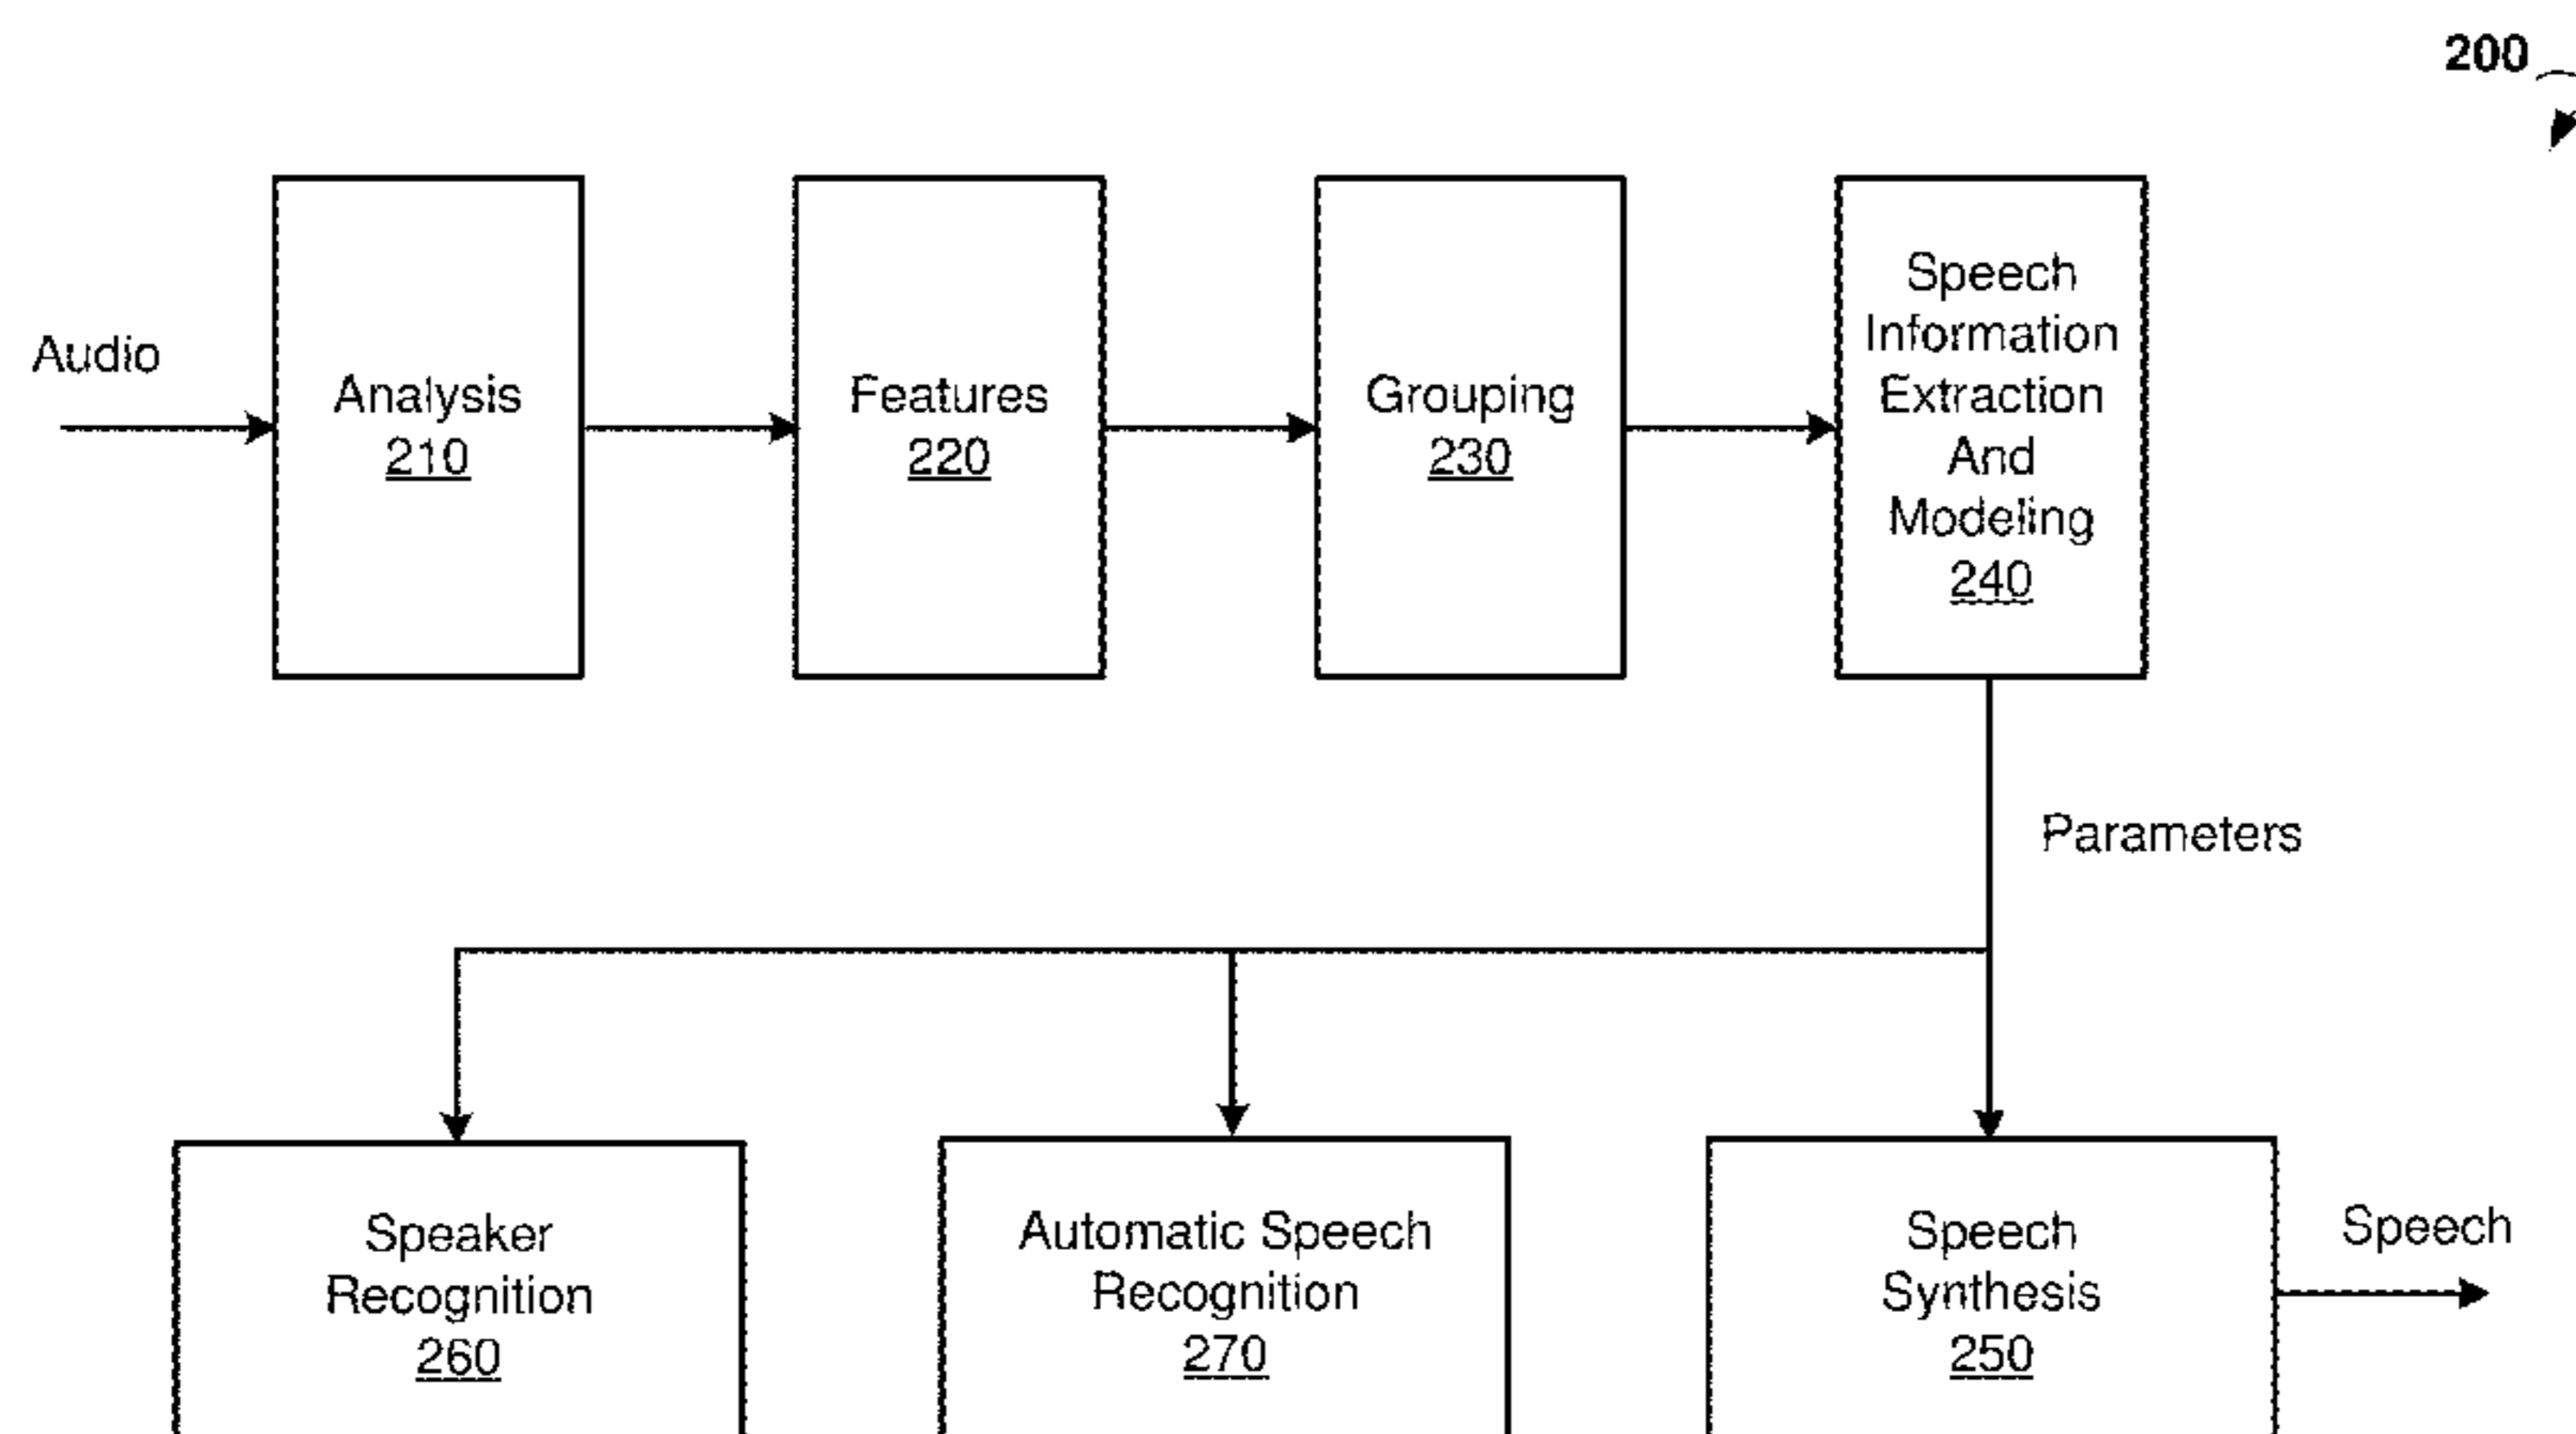 200
Audio
Analysis
210
Features
220
Grouping
230
Speech
Information
Extraction
And
Modeling
240
Parameters
Speaker
Recognition
260
Automatic Speech
Recognition
270
Speech
Synthesis
250
Speech